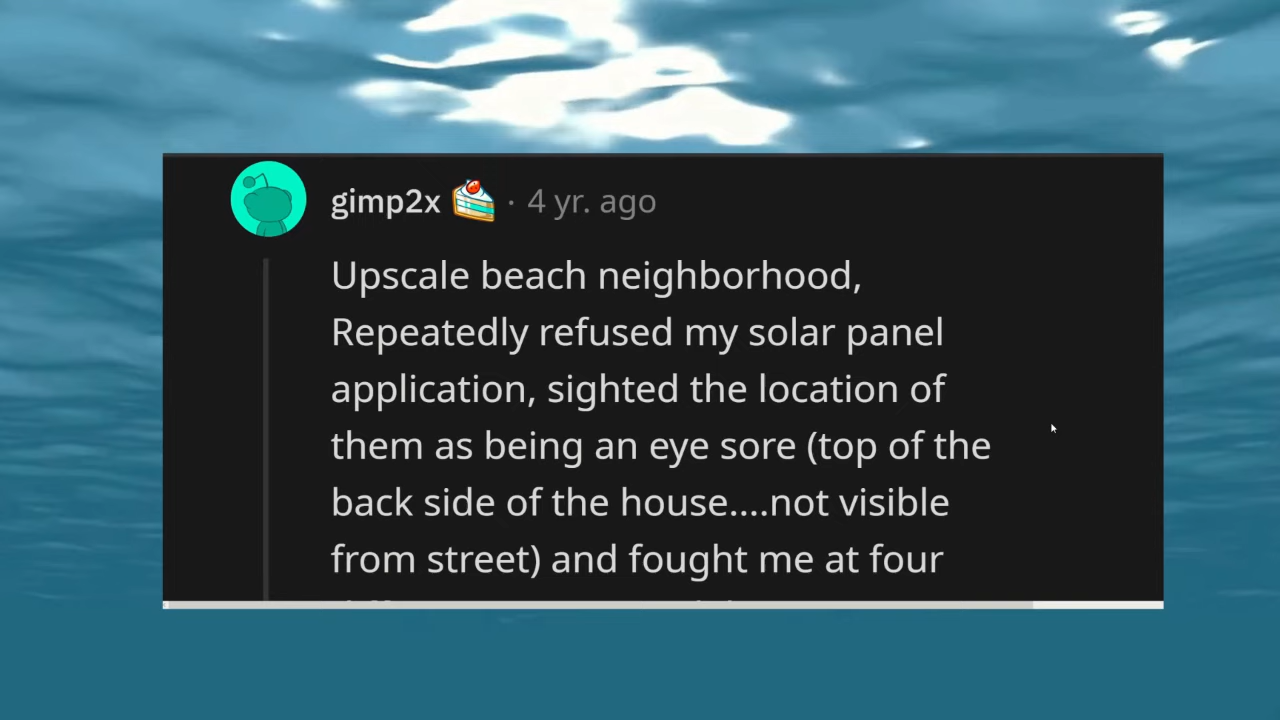 gimp2x · 4 yr. ago
Upscale beach neighborhood,
Repeatedly refused my solar panel
application, sighted the location of
them as being an eye sore (top of the
back side of the house....not visible
from street) and fought me at four